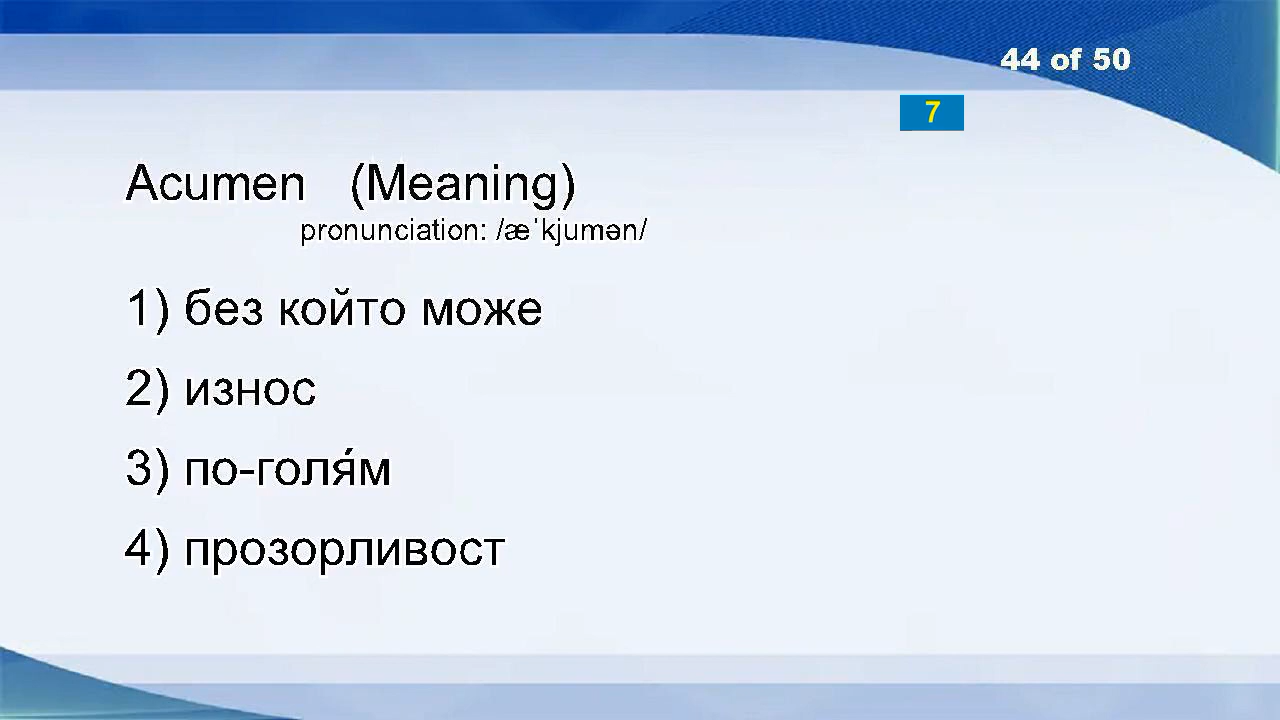 44 of 50
7
Acumen (Meaning)
pronunciation: /æˈkjumən/
1) без който може
2) износ
3) по-голя́м
4) прозорливост